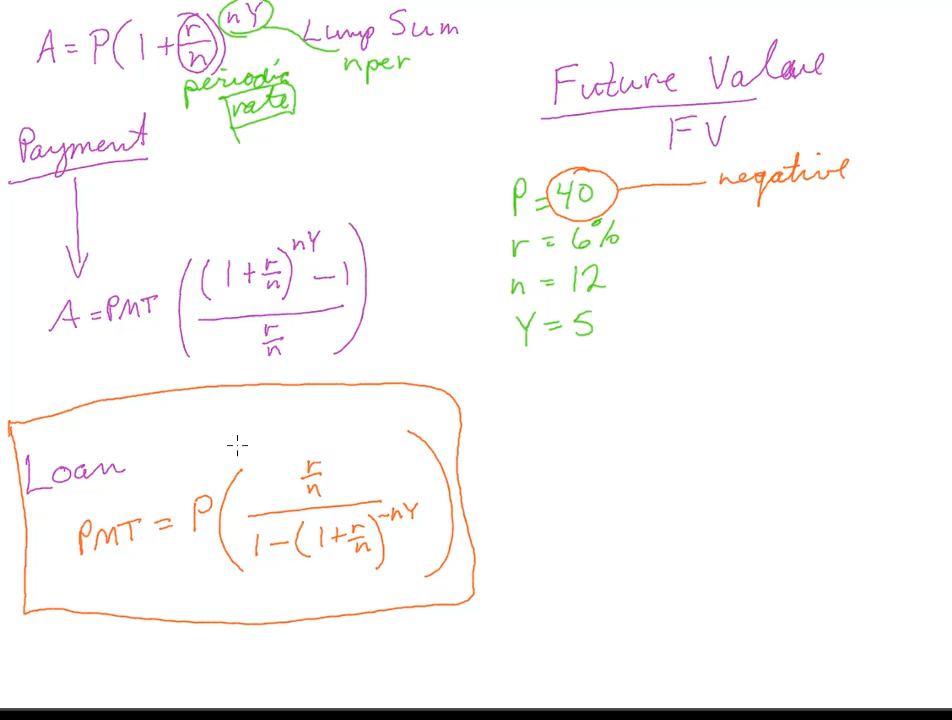 A = P(1 + r/n)^nY Lump Sum
nper
periodic
rate
Payment
A = PMT (((1 + r/n)^nY - 1) / (r/n))
Loan
PMT = P((r/n) / (1 - (1 + r/n)^-nY))
Future Value
FV
P = 40 negative
r = 6%
n = 12
Y = 5